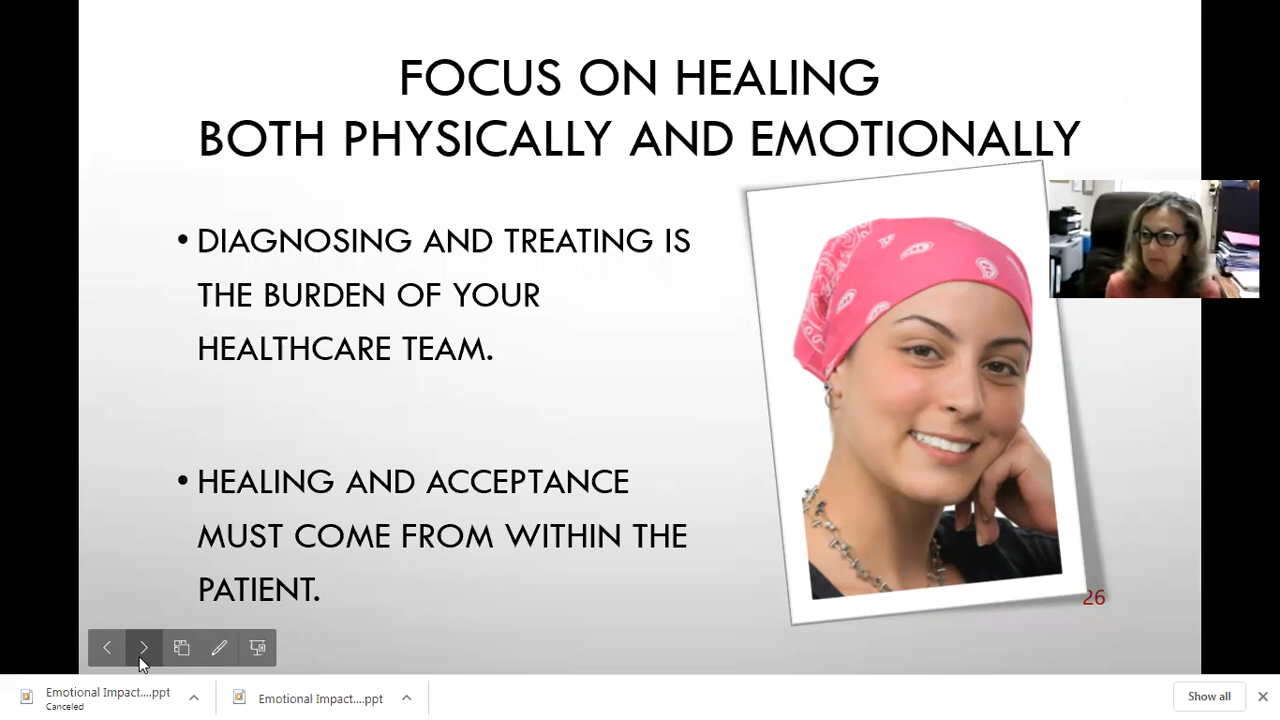 FOCUS ON HEALING
BOTH PHYSICALLY AND EMOTIONALLY
• DIAGNOSING AND TREATING IS
THE BURDEN OF YOUR
HEALTHCARE TEAM.
• HEALING AND ACCEPTANCE
MUST COME FROM WITHIN THE
PATIENT.
26
Emotional Impact....ppt
Canceled
Emotional Impact....ppt
Show all